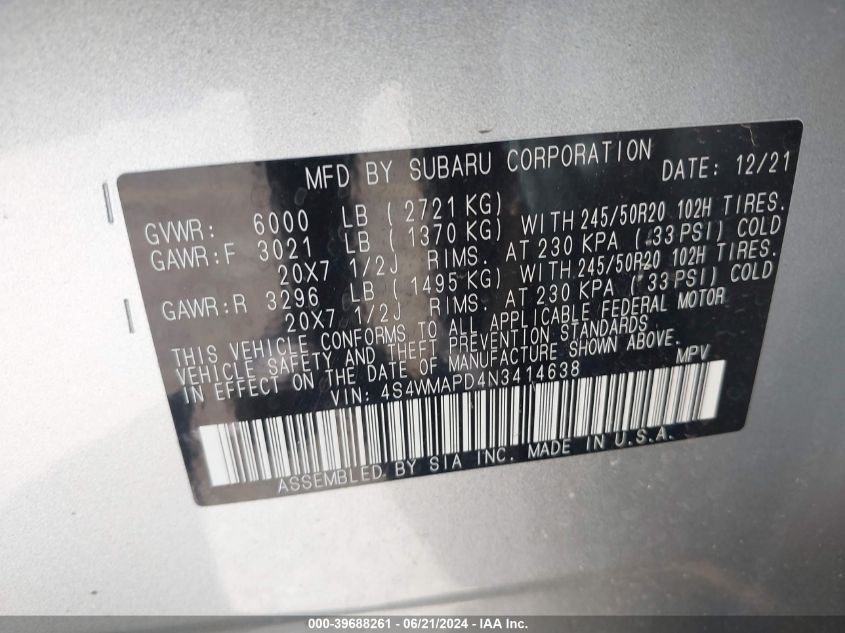 MFD BY SUBARU CORPORATION DATE: 12/21
GVWR: 6000 LB ( 2721 KG)
GAWR:F 3021 LB ( 1370 KG) WITH 245/50R20 102H TIRES.
20X7 1/2J RIMS. AT 230 KPA ( 33 PSI) COLD
GAWR:R 3296 LB ( 1495 KG) WITH 245/50R20 102H TIRES.
20X7 1/2J RIMS. AT 230 KPA ( 33 PSI) COLD
THIS VEHICLE CONFORMS TO ALL APPLICABLE FEDERAL MOTOR
VEHICLE SAFETY AND THEFT PREVENTION STANDARDS
IN EFFECT ON THE DATE OF MANUFACTURE SHOWN ABOVE.
VIN: 4S4WMAPD4N3414638 MPV
ASSEMBLED BY SIA INC. MADE IN U.S.A.
000-39688261 - 06/21/2024 - IAAI.com